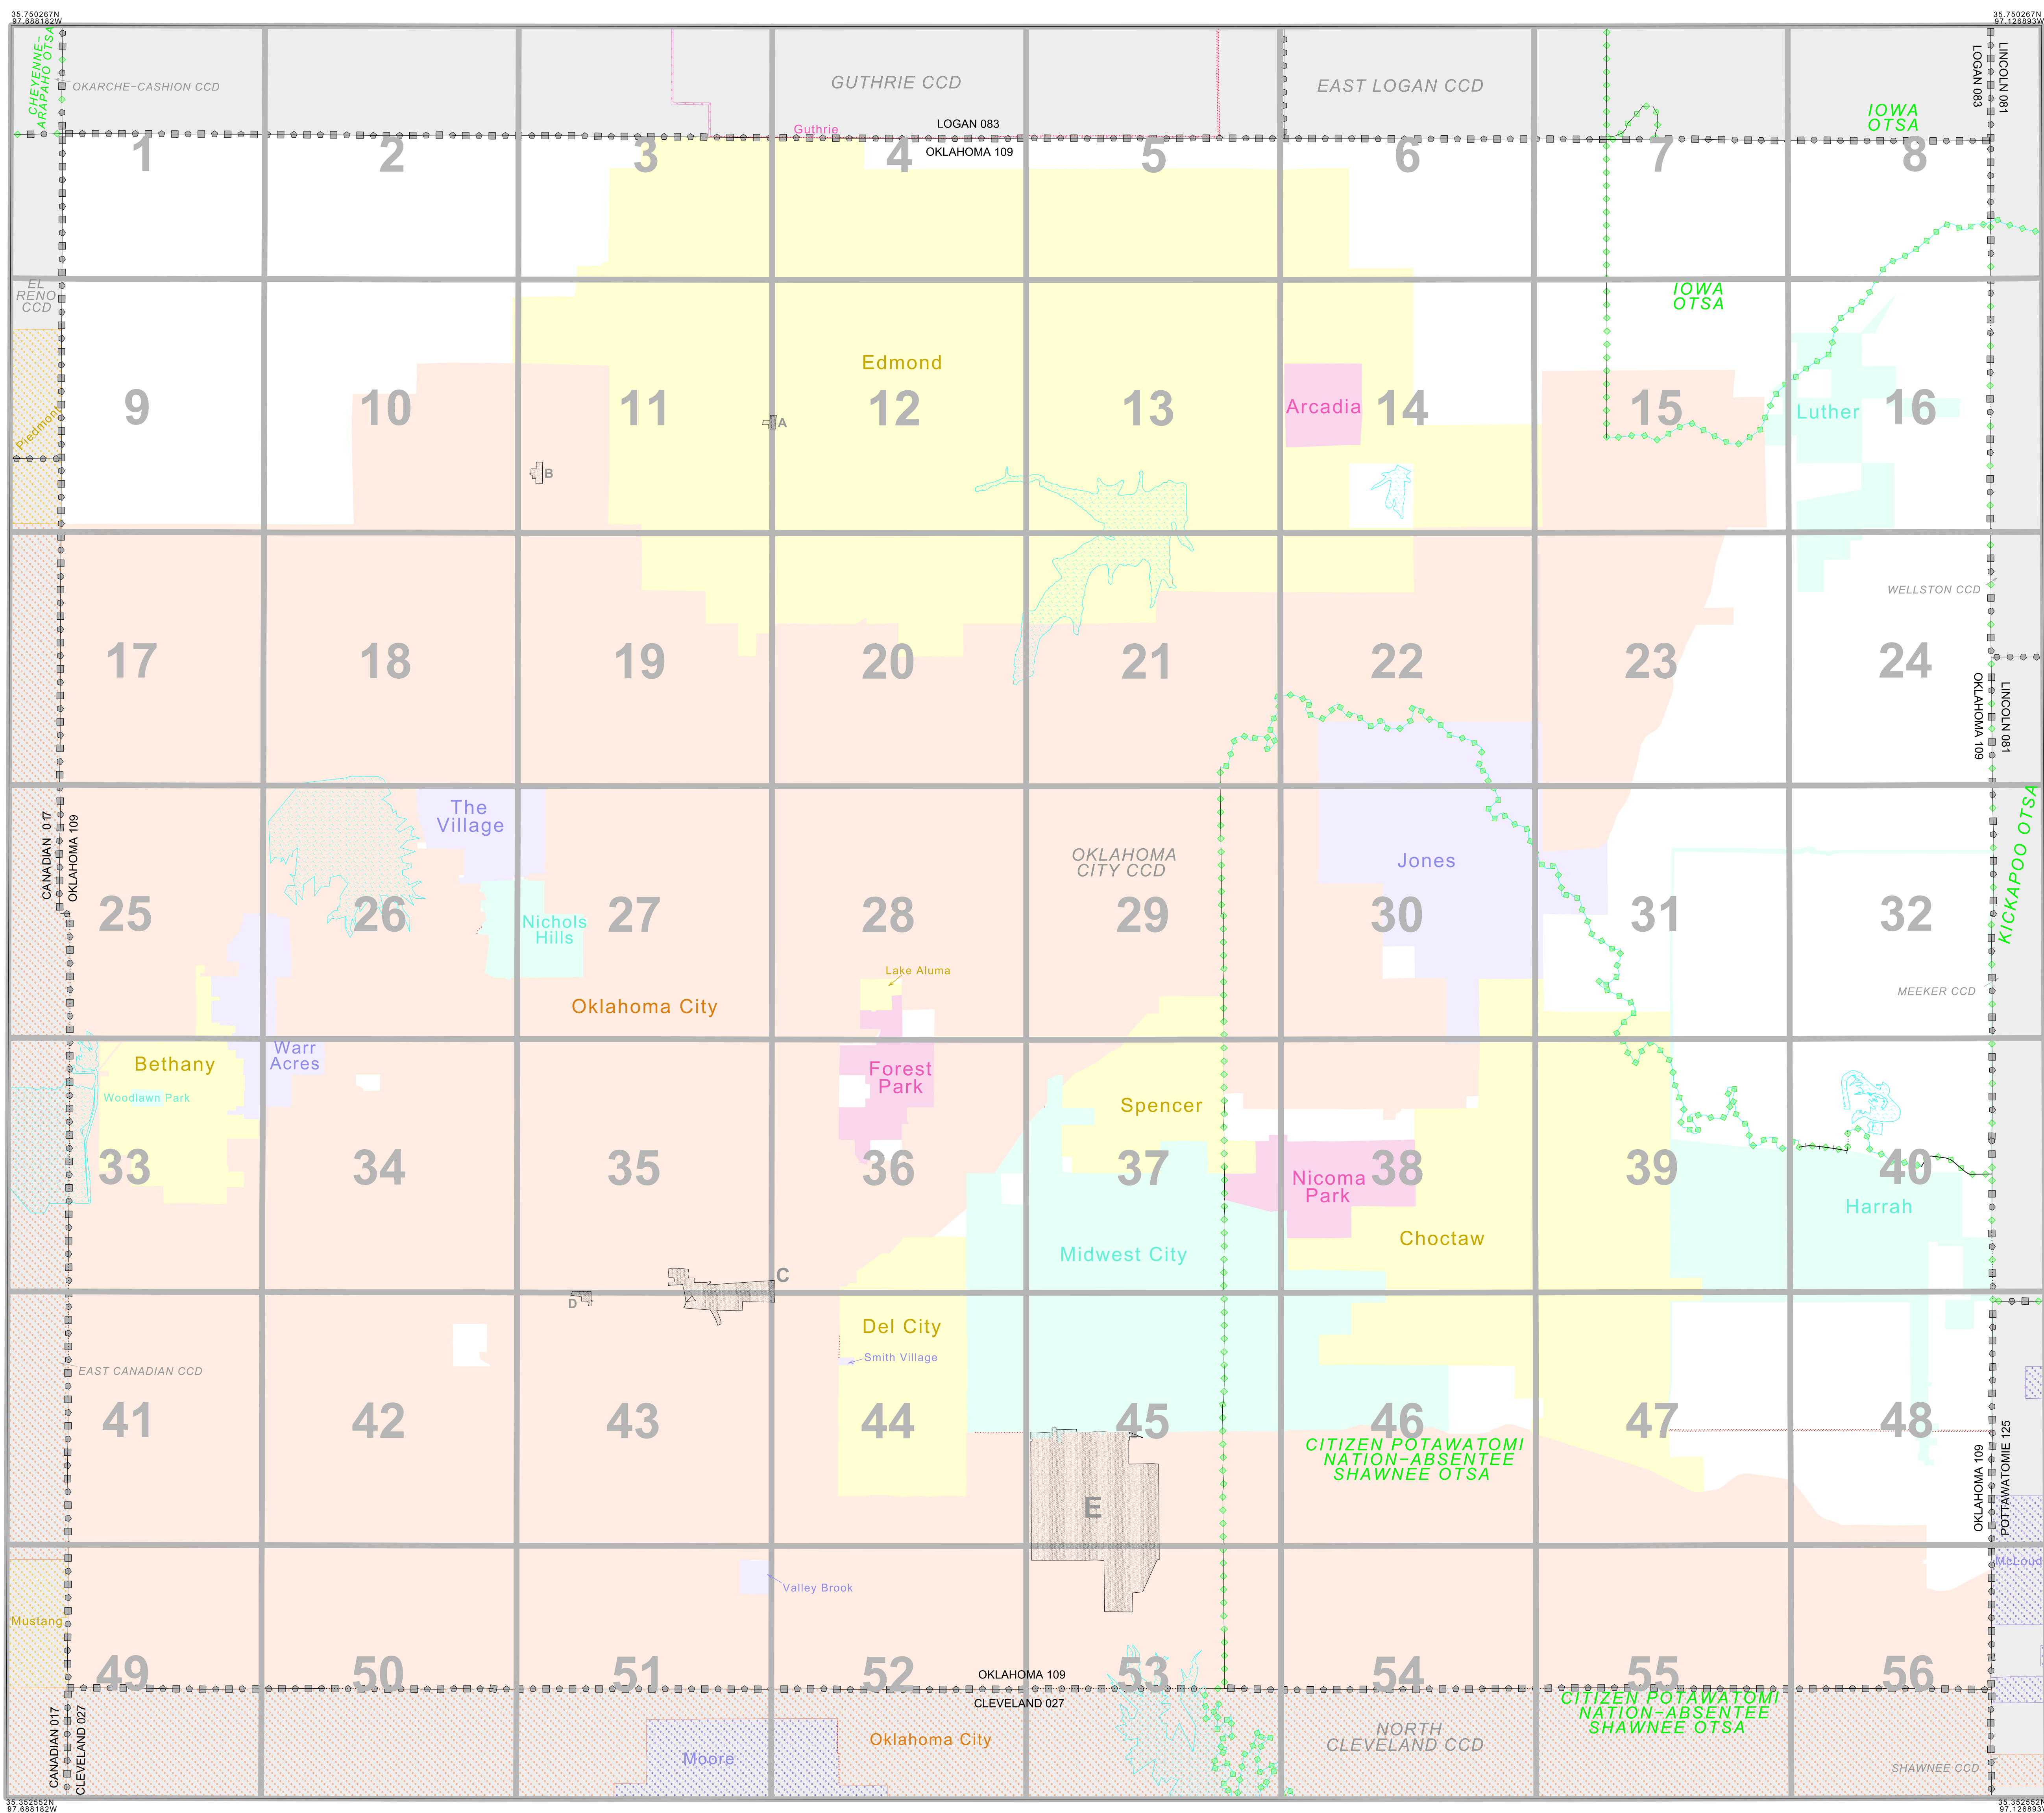 35.750267N
97.688182W
35.750267N
97.126893W
CHEYENNE-
ARAPAHO OTSA
OKARCHE-CASHION CCD
GUTHRIE CCD
EAST LOGAN CCD
LOGAN 083
LINCOLN 081
IOWA
OTSA
Guthrie
LOGAN 083
OKLAHOMA 109
1
2
3
4
5
6
7
8
EL
RENO
CCD
IOWA
OTSA
Edmond
Piedmont
Arcadia
Luther
9
10
11
A
12
13
14
15
16
B
WELLSTON CCD
17
18
19
20
21
22
23
24
OKLAHOMA 109
LINCOLN 081
CANADIAN 017
OKLAHOMA 109
The
Village
OKLAHOMA
CITY CCD
Jones
KICKAPOO OTSA
25
26
27
28
29
30
31
32
Nichols
Hills
Lake Aluma
MEEKER CCD
Oklahoma City
Warr
Acres
Bethany
Forest
Park
Woodlawn Park
Spencer
33
34
35
36
37
38
39
40
Nicoma
Park
Harrah
Choctaw
Midwest City
C
D
Del City
Smith Village
EAST CANADIAN CCD
41
42
43
44
45
46
47
48
CITIZEN POTAWATOMI
NATION-ABSENTEE
SHAWNEE OTSA
OKLAHOMA 109
POTTAWATOMIE 125
E
McLoud
Valley Brook
Mustang
49
50
51
52
53
54
55
56
OKLAHOMA 109
CLEVELAND 027
CITIZEN POTAWATOMI
NATION-ABSENTEE
SHAWNEE OTSA
CANADIAN 017
CLEVELAND 027
Moore
Oklahoma City
NORTH
CLEVELAND CCD
SHAWNEE CCD
35.352552N
97.688182W
35.352552N
97.126893W